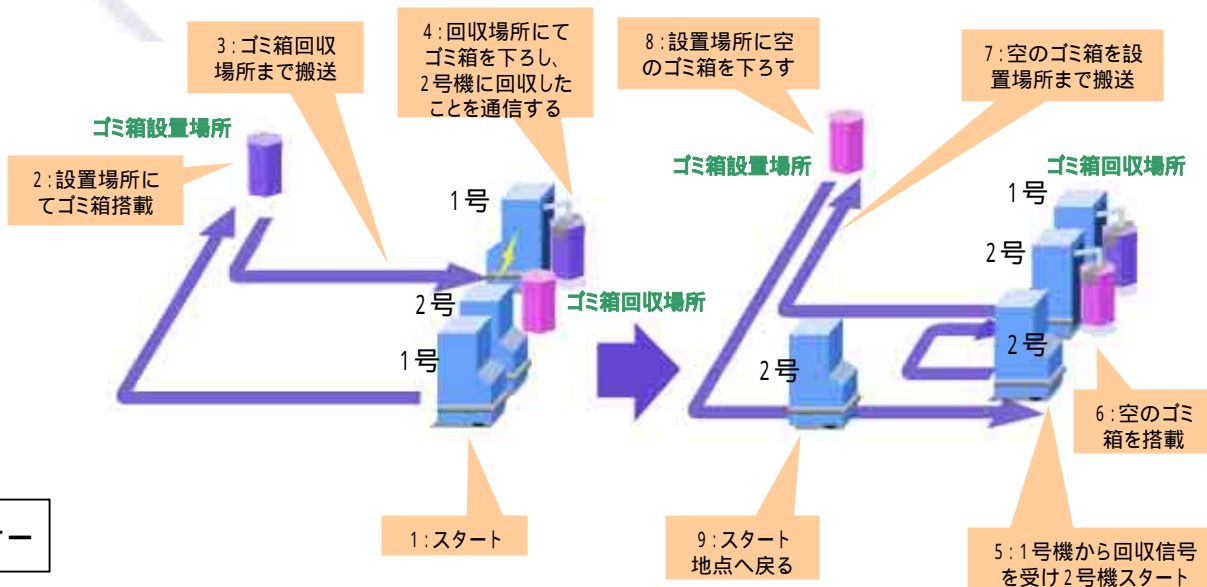 3:ゴミ箱回収
場所まで搬送
4:回収場所にて
ゴミ箱を下ろし、
2号機に回収した
ことを通信する
ゴミ箱設置場所
2:設置場所に
てゴミ箱搭載
1号
2号
1号
ゴミ箱回収場所
1:スタート
8:設置場所に空
のゴミ箱を下ろす
7:空のゴミ箱を設
置場所まで搬送
ゴミ箱設置場所
ゴミ箱回収場所
1号
2号
2号
2号
6:空のゴミ
箱を搭載
9:スタート
地点へ戻る
5:1号機から回収信号
を受け2号機スタート